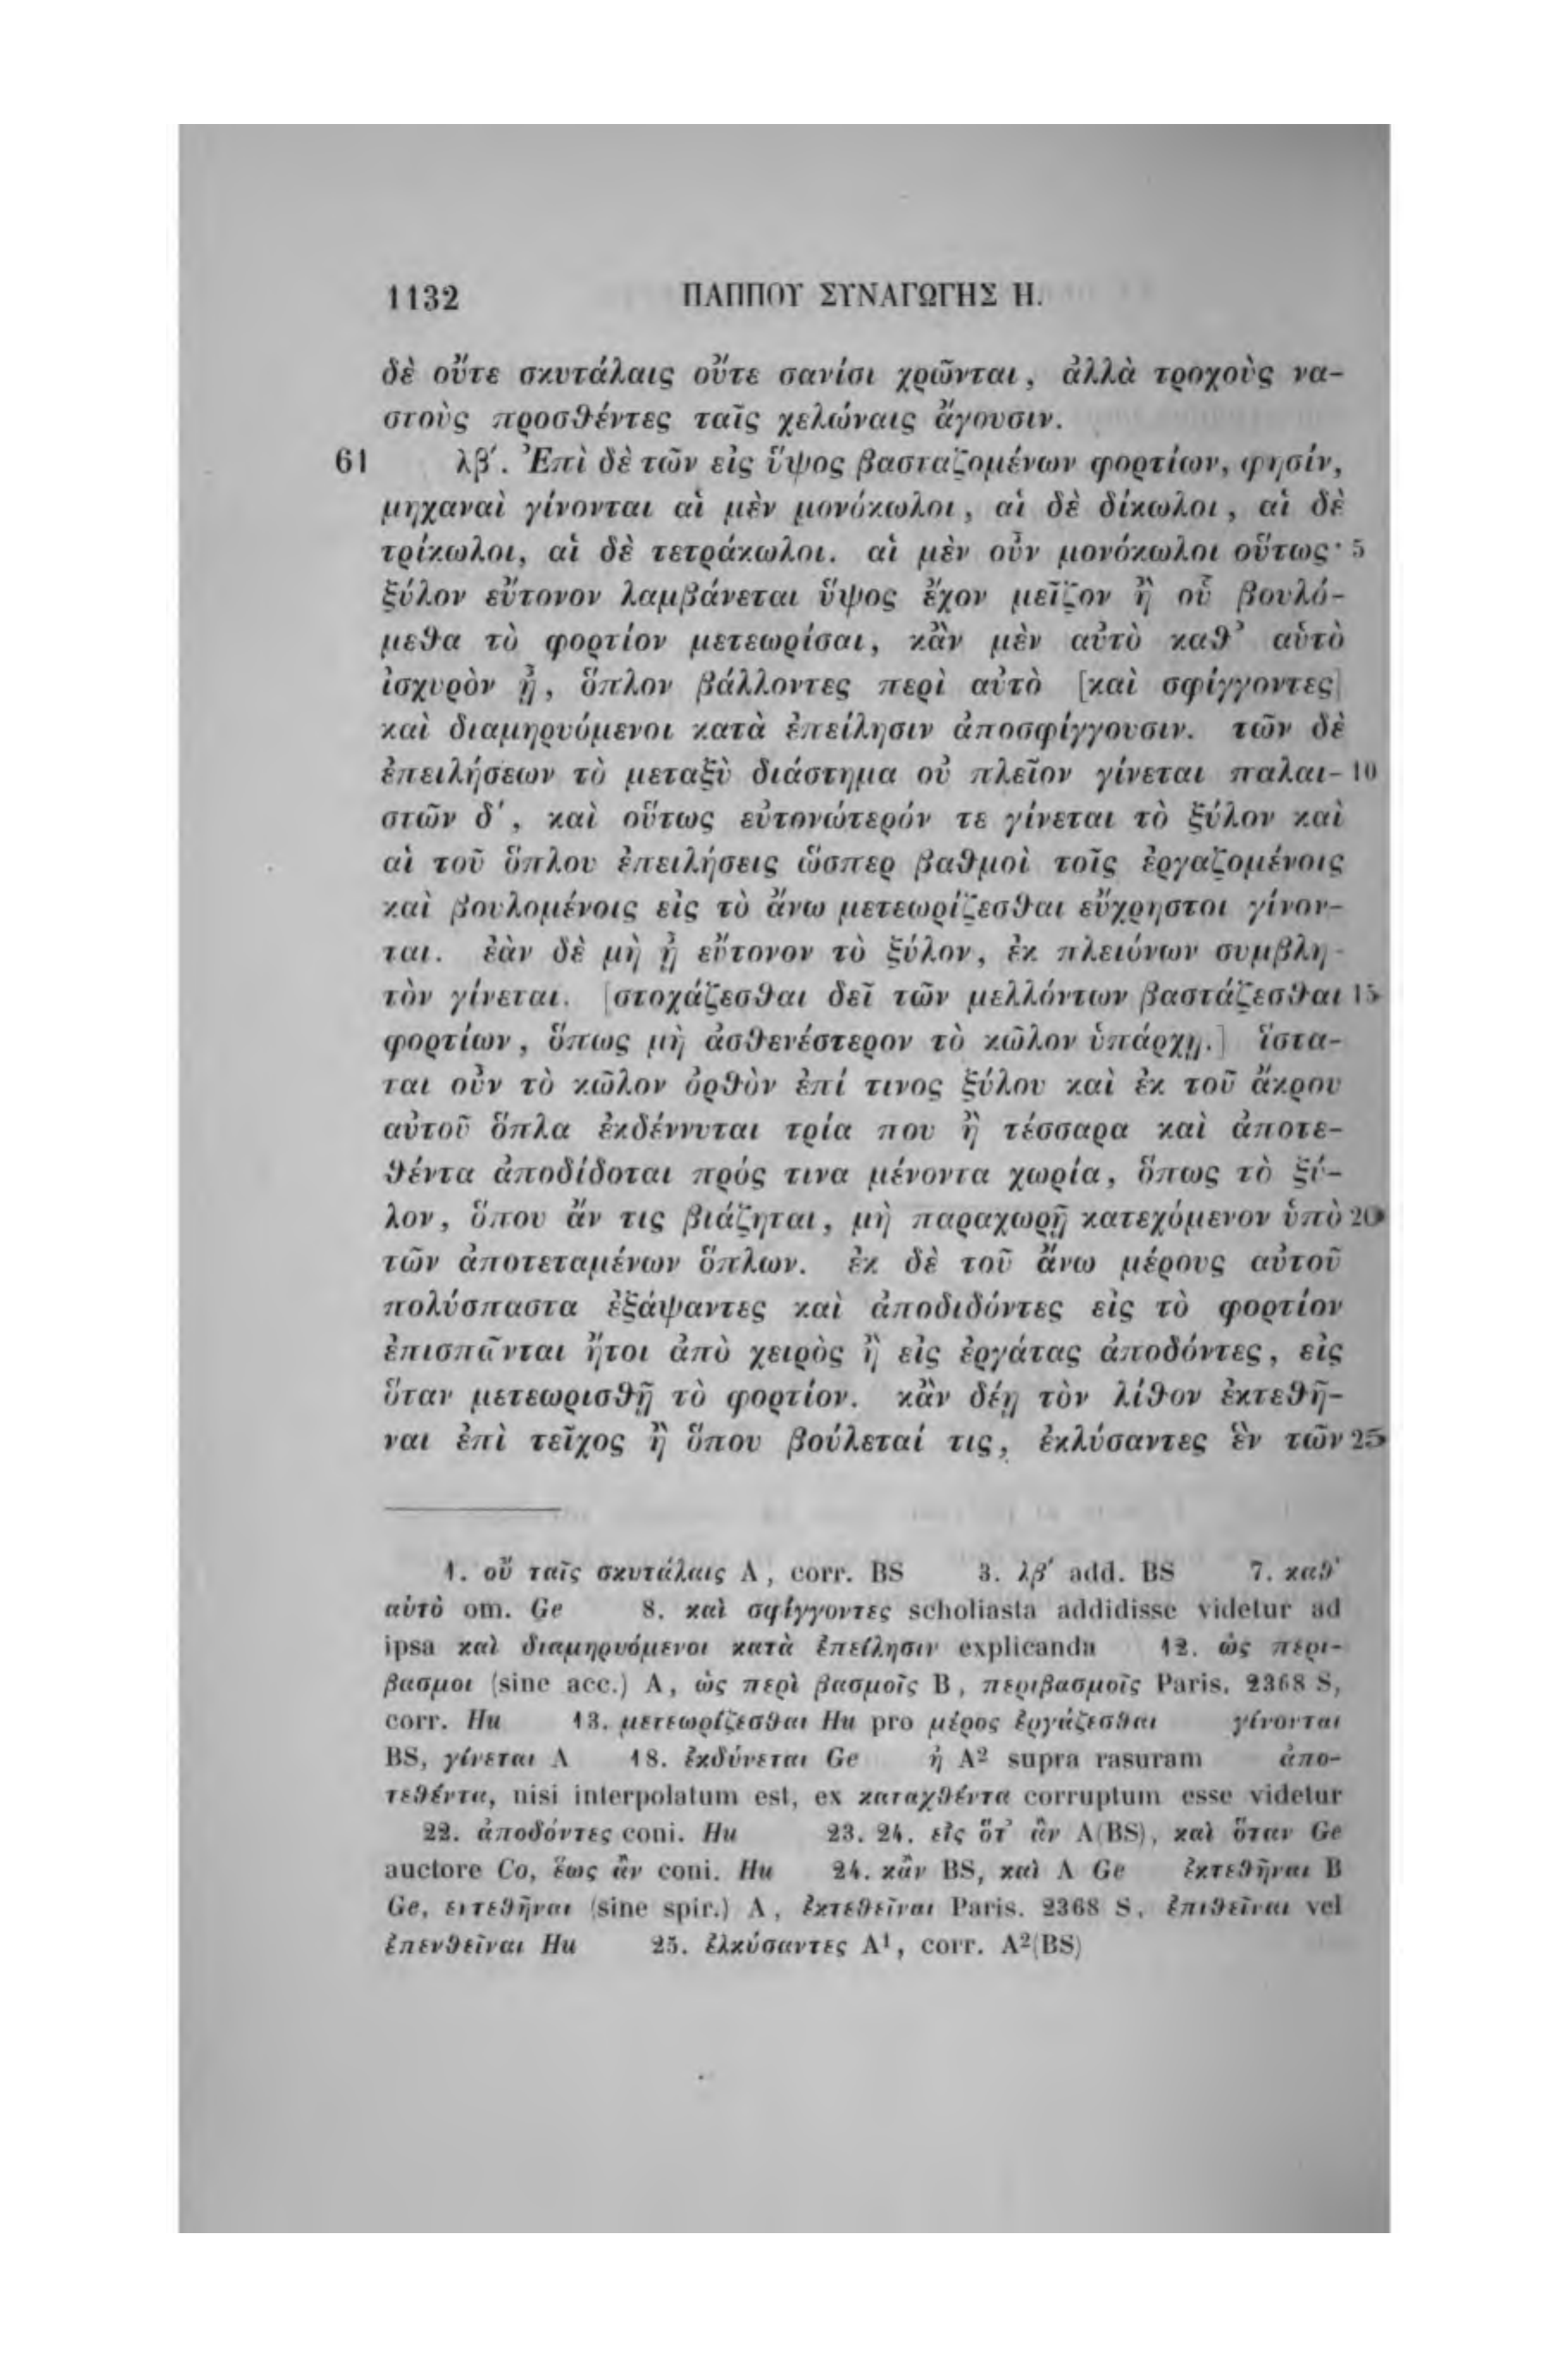 1132 ΠΑΠΠΟΥ ΣΥΝΑΓΩΓΗΣ Η.
δὲ οὔτε σκυτάλαις οὔτε σανίσι χρῶνται, ἀλλὰ τροχοὺς να-
στοὺς προσθέντες ταῖς χελώναις ἄγουσιν.
61 λβ′. Ἐπὶ δὲ τῶν εἰς ὕψος βασταζομένων φορτίων, φησίν,
μηχαναὶ γίνονται αἱ μὲν μονόκωλοι, αἱ δὲ δίκωλοι, αἱ δὲ
τρίκωλοι, αἱ δὲ τετράκωλοι. αἱ μὲν οὖν μονόκωλοι οὕτως· 5
ξύλον εὔτονον λαμβάνεται ὕψος ἔχον μεῖζον ἢ οὗ βουλό-
μεθα τὸ φορτίον μετεωρίσαι, κἂν μὲν αὐτὸ καθ’ αὑτὸ
ἰσχυρὸν ᾖ, ὅπλον βάλλοντες περὶ αὐτὸ [καὶ σφίγγοντες]
καὶ διαμηρυόμενοι κατὰ ἐπείλησιν ἀποσφίγγουσιν. τῶν δὲ
ἐπειλήσεων τὸ μεταξὺ διάστημα οὐ πλεῖον γίνεται παλαι- 10
στῶν δ′, καὶ οὕτως εὐτονώτερόν τε γίνεται τὸ ξύλον καὶ
αἱ τοῦ ὅπλου ἐπειλήσεις ὥσπερ βαθμοὶ τοῖς ἐργαζομένοις
καὶ βουλομένοις εἰς τὸ ἄνω μετεωρίζεσθαι εὔχρηστοι γίνον-
ται. ἐὰν δὲ μὴ ᾖ εὔτονον τὸ ξύλον, ἐκ πλειόνων συμβλη-
τὸν γίνεται. [στοχάζεσθαι δεῖ τῶν μελλόντων βαστάζεσθαι 15
φορτίων, ὅπως μὴ ἀσθενέστερον τὸ κῶλον ὑπάρχῃ.] ἵστα-
ται οὖν τὸ κῶλον ὀρθὸν ἐπί τινος ξύλου καὶ ἐκ τοῦ ἄκρου
αὐτοῦ ὅπλα ἐκδέννυται τρία που ἢ τέσσαρα καὶ ἀποτε-
θέντα ἀποδίδοται πρός τινα μένοντα χωρία, ὅπως τὸ ξύ-
λον, ὅπου ἄν τις βιάζηται, μὴ παραχωρῇ κατεχόμενον ὑπὸ 20
τῶν ἀποτεταμένων ὅπλων. ἐκ δὲ τοῦ ἄνω μέρους αὐτοῦ
πολύσπαστα ἐξάψαντες καὶ ἀποδιδόντες εἰς τὸ φορτίον
ἐπισπῶνται ἤτοι ἀπὸ χειρὸς ἢ εἰς ἐργάτας ἀποδόντες, εἰς
ὅταν μετεωρισθῇ τὸ φορτίον. κἂν δέῃ τὸν λίθον ἐκτεθῆ-
ναι ἐπὶ τεῖχος ἢ ὅπου βούλεταί τις, ἐκλύσαντες ἓν τῶν 25
1. οὔ ταῖς σκυτάλαις A, corr. BS 3. λβ′ add. BS 7. καθ’
αὑτὸ om. Ge 8. καὶ σφίγγοντες scholiasta addidisse videtur ad
ipsa καὶ διαμηρυόμενοι κατὰ ἐπείλησιν explicanda 12. ὡς περι-
βασμοι (sine acc.) A, ὡς περὶ βασμοῖς B, περιβασμοῖς Paris. 2368 S,
corr. Hu 13. μετεωρίζεσθαι Hu pro μέρος ἐργάζεσθαι γίνονται
BS, γίνεται A 18. ἐκδύνεται Ge ἡ A² supra rasuram ἀπο-
τεθέντα, nisi interpolatum est, ex καταχθέντα corruptum esse videtur
22. ἀποδόντες coni. Hu 23. 24. εἰς ὅτ’ ἂν A(BS), καὶ ὅταν Ge
auctore Co, ἕως ἂν coni. Hu 24. κἂν BS, καὶ A Ge ἐκτεθῆναι B
Ge, ειτεθῆναι (sine spir.) A, ἐκτεθεῖναι Paris. 2368 S, ἐπιθεῖναι vel
ἐπενθεῖναι Hu 25. ἑλκύσαντες A¹, corr. A²(BS)